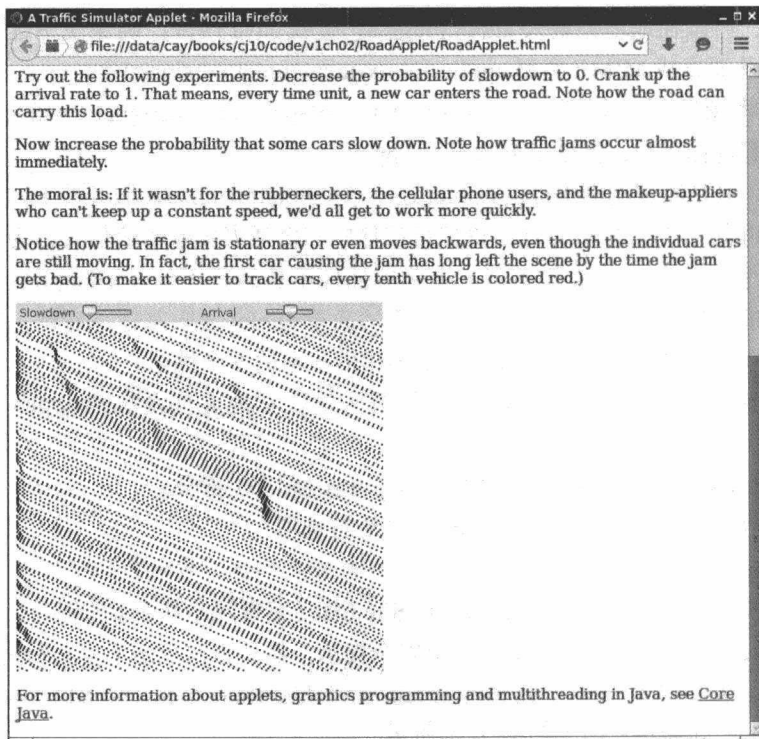 A Traffic Simulator Applet - Mozilla Firefox
file:///data/cay/books/cj10/code/v1ch02/RoadApplet/RoadApplet.html
Try out the following experiments. Decrease the probability of slowdown to 0. Crank up the
arrival rate to 1. That means, every time unit, a new car enters the road. Note how the road can
carry this load.
Now increase the probability that some cars slow down. Note how traffic jams occur almost
immediately.
The moral is: If it wasn't for the rubberneckers, the cellular phone users, and the makeup-appliers
who can't keep up a constant speed, we'd all get to work more quickly.
Notice how the traffic jam is stationary or even moves backwards, even though the individual cars
are still moving. In fact, the first car causing the jam has long left the scene by the time the jam
gets bad. (To make it easier to track cars, every tenth vehicle is colored red.)
Slowdown Arrival
For more information about applets, graphics programming and multithreading in Java, see Core
Java.